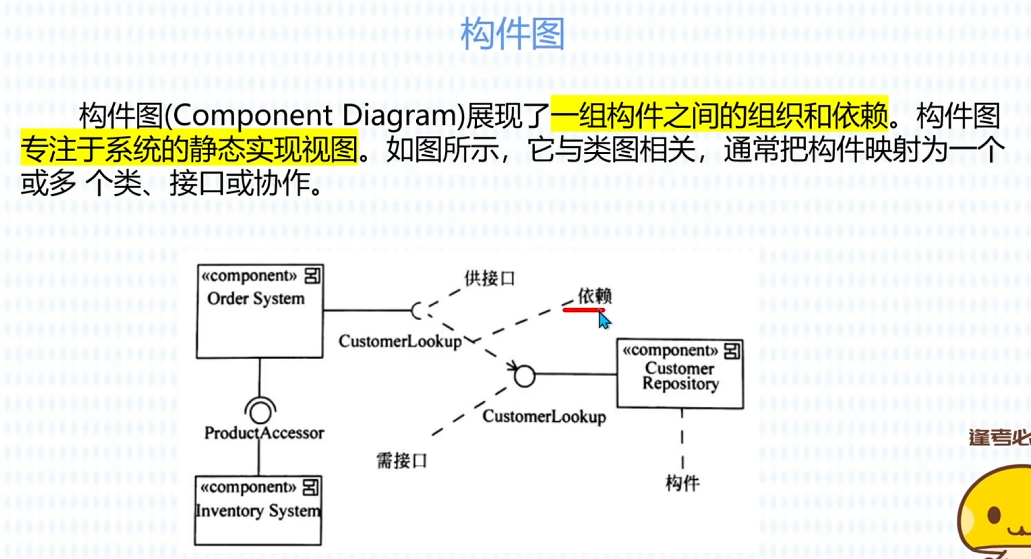 构件图
构件图(Component Diagram)展现了一组构件之间的组织和依赖。构件图
专注于系统的静态实现视图。如图所示，它与类图相关，通常把构件映射为一个
或多 个类、接口或协作。
«component»
Order System
供接口
依赖
CustomerLookup
«component»
Customer
Repository
CustomerLookup
ProductAccessor
需接口
构件
«component»
Inventory System
逢考必